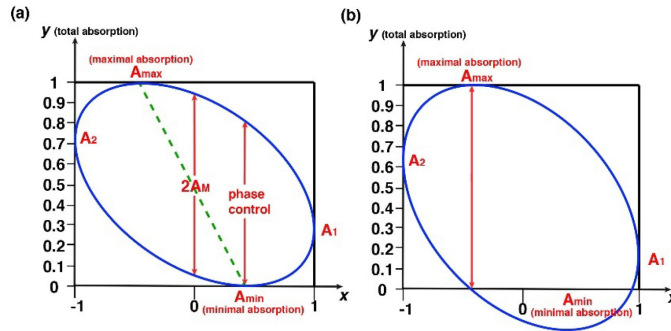 (a)
y (total absorption)
(maximal absorption)
Amax
1
0.9
0.8
0.7
0.6
0.5
0.4
0.3
0.2
0.1
0
A2
2AM
phase
control
A1
-1
0
1
x
Amin
(minimal absorption)
(b)
y (total absorption)
(maximal absorption)
Amax
1
0.9
0.8
0.7
0.6
0.5
0.4
0.3
0.2
0.1
0
A2
A1
-1
0
1
x
Amin
(minimal absorption)